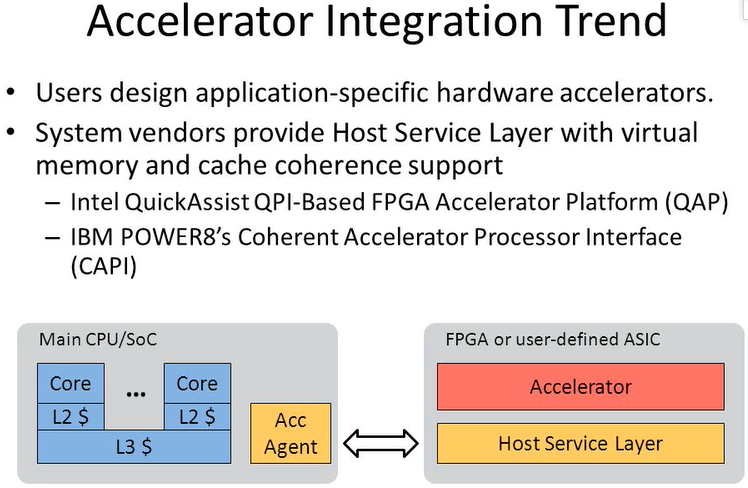 Accelerator Integration Trend
• Users design application-specific hardware accelerators.
• System vendors provide Host Service Layer with virtual
memory and cache coherence support
– Intel QuickAssist QPI-Based FPGA Accelerator Platform (QAP)
– IBM POWER8’s Coherent Accelerator Processor Interface
(CAPI)
Main CPU/SoC
Core ... Core
L2 $ L2 $
L3 $
Acc
Agent
FPGA or user-defined ASIC
Accelerator
Host Service Layer